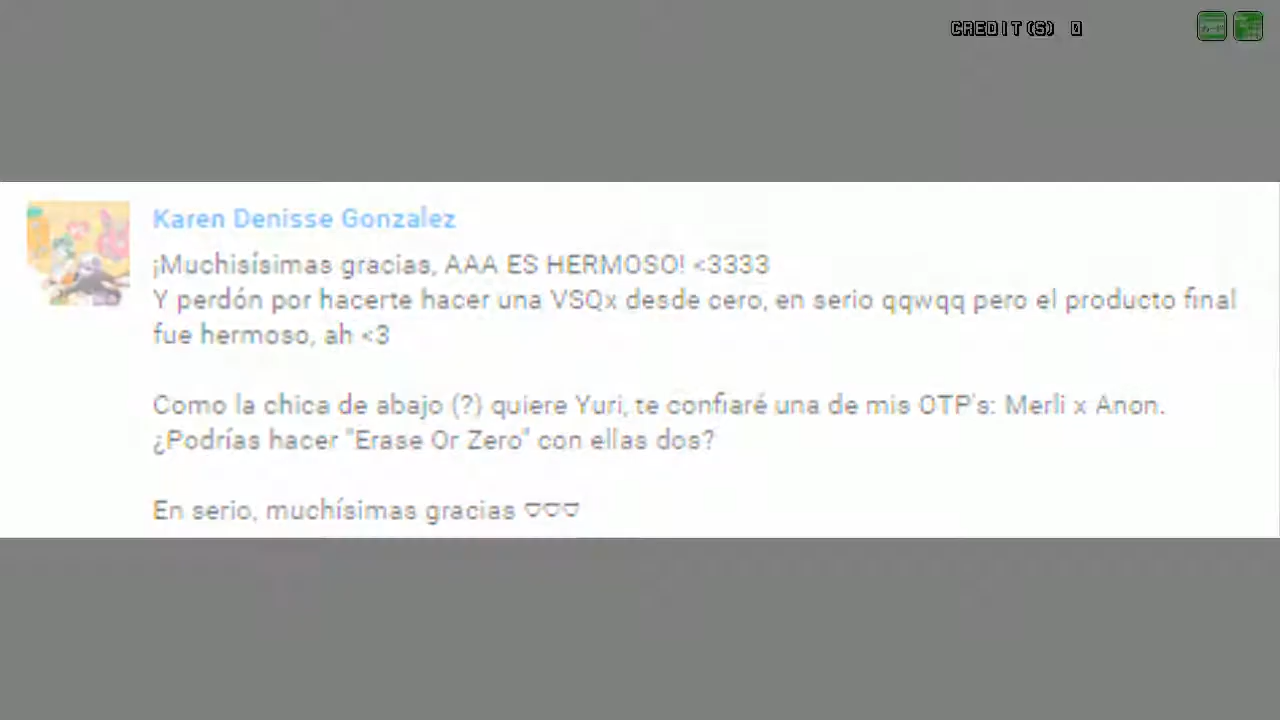 CREDIT(S) 0
Karen Denisse Gonzalez
¡Muchisísimas gracias, AAA ES HERMOSO! <3333
Y perdón por hacerte hacer una VSQx desde cero, en serio qqwqq pero el producto final
fue hermoso, ah <3
Como la chica de abajo (?) quiere Yuri, te confiaré una de mis OTP's: Merli x Anon.
¿Podrías hacer "Erase Or Zero" con ellas dos?
En serio, muchísimas gracias ♡♡♡